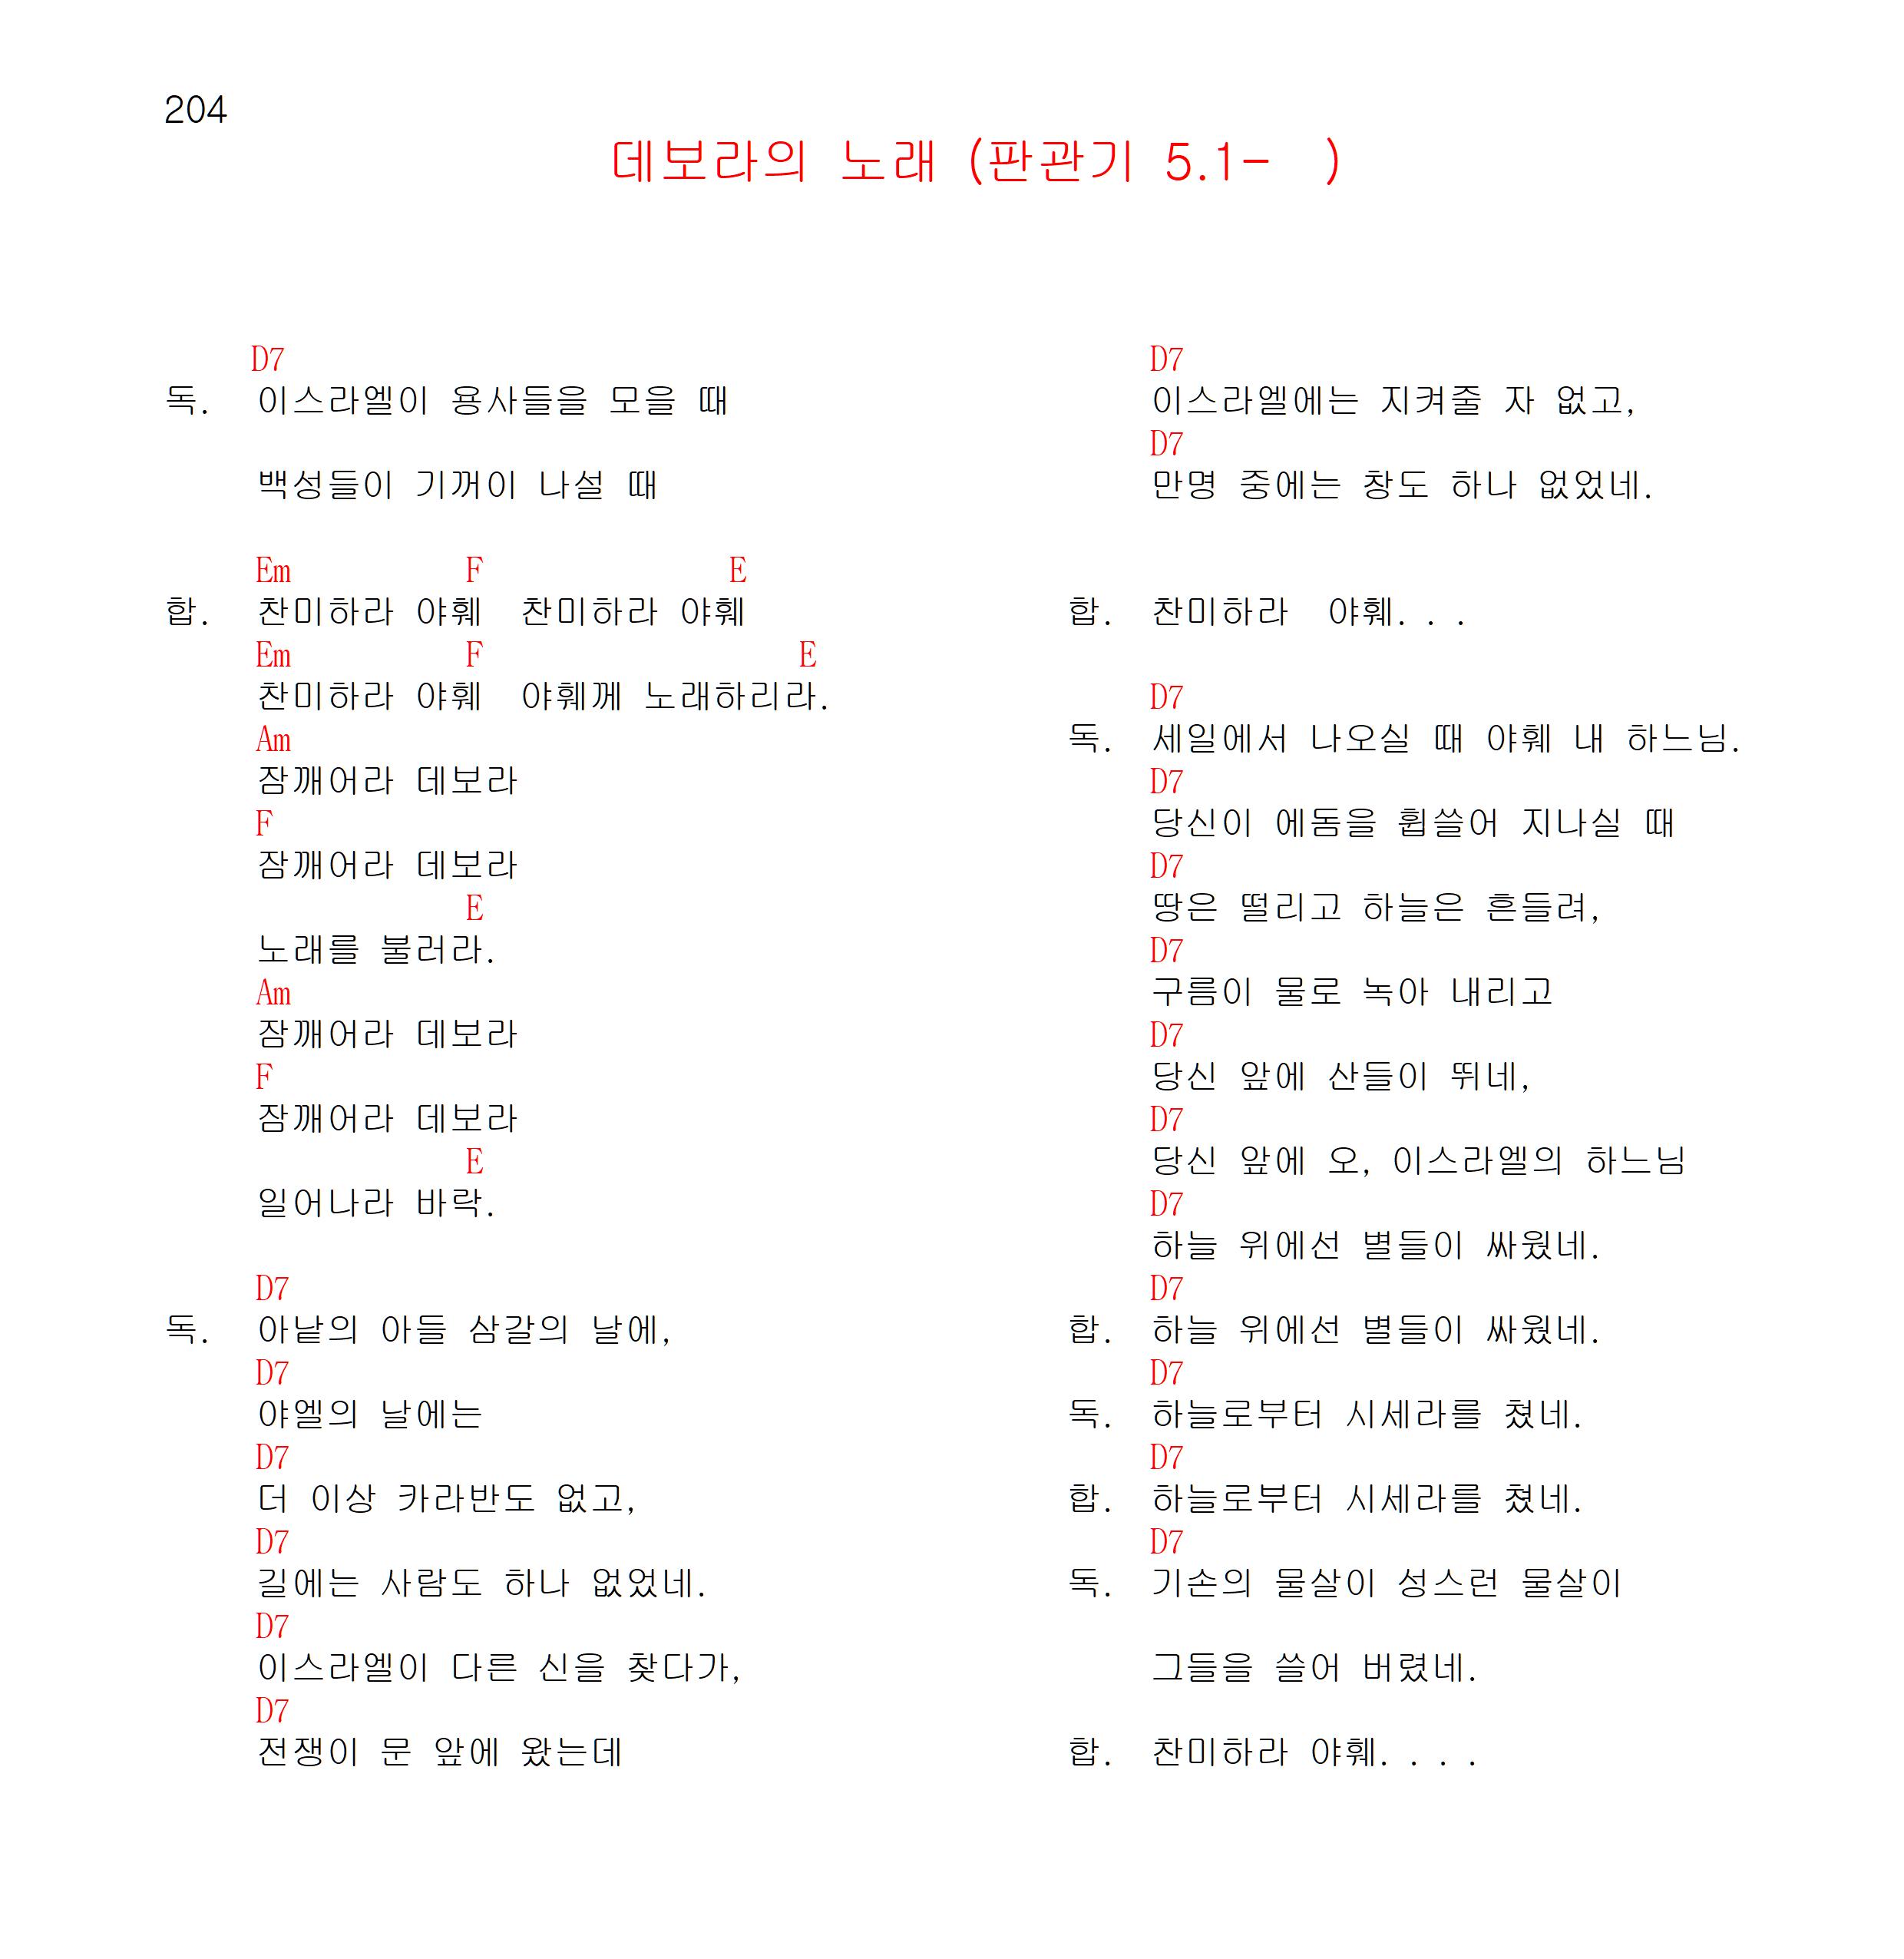 204
데보라의 노래 (판관기 5.1-  )
D7
독. 이스라엘이 용사들을 모을 때
백성들이 기꺼이 나설 때
Em F E
합. 찬미하라 야훼 찬미하라 야훼
Em F E
찬미하라 야훼 야훼께 노래하리라.
Am
잠깨어라 데보라
F
잠깨어라 데보라
E
노래를 불러라.
Am
잠깨어라 데보라
F
잠깨어라 데보라
E
일어나라 바락.
D7
독. 아낱의 아들 삼갈의 날에,
D7
야엘의 날에는
D7
더 이상 카라반도 없고,
D7
길에는 사람도 하나 없었네.
D7
이스라엘이 다른 신을 찾다가,
D7
전쟁이 문 앞에 왔는데
D7
이스라엘에는 지켜줄 자 없고,
D7
만명 중에는 창도 하나 없었네.
합. 찬미하라 야훼. . .
D7
독. 세일에서 나오실 때 야훼 내 하느님.
D7
당신이 에돔을 휩쓸어 지나실 때
D7
땅은 떨리고 하늘은 흔들려,
D7
구름이 물로 녹아 내리고
D7
당신 앞에 산들이 뛰네,
D7
당신 앞에 오, 이스라엘의 하느님
D7
하늘 위에선 별들이 싸웠네.
D7
합. 하늘 위에선 별들이 싸웠네.
D7
독. 하늘로부터 시세라를 쳤네.
D7
합. 하늘로부터 시세라를 쳤네.
D7
독. 기손의 물살이 성스런 물살이
그들을 쓸어 버렸네.
합. 찬미하라 야훼. . . .